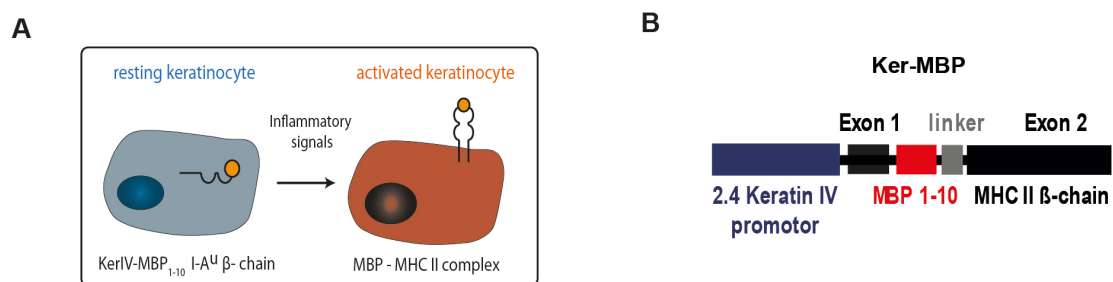 A
resting keratinocyte
activated keratinocyte
Inflammatory
signals
KerIV-MBP1-10 I-Aᵘ β- chain
MBP - MHC II complex
B
Ker-MBP
Exon 1 linker Exon 2
2.4 Keratin IV
promotor
MBP 1-10
MHC II ß-chain